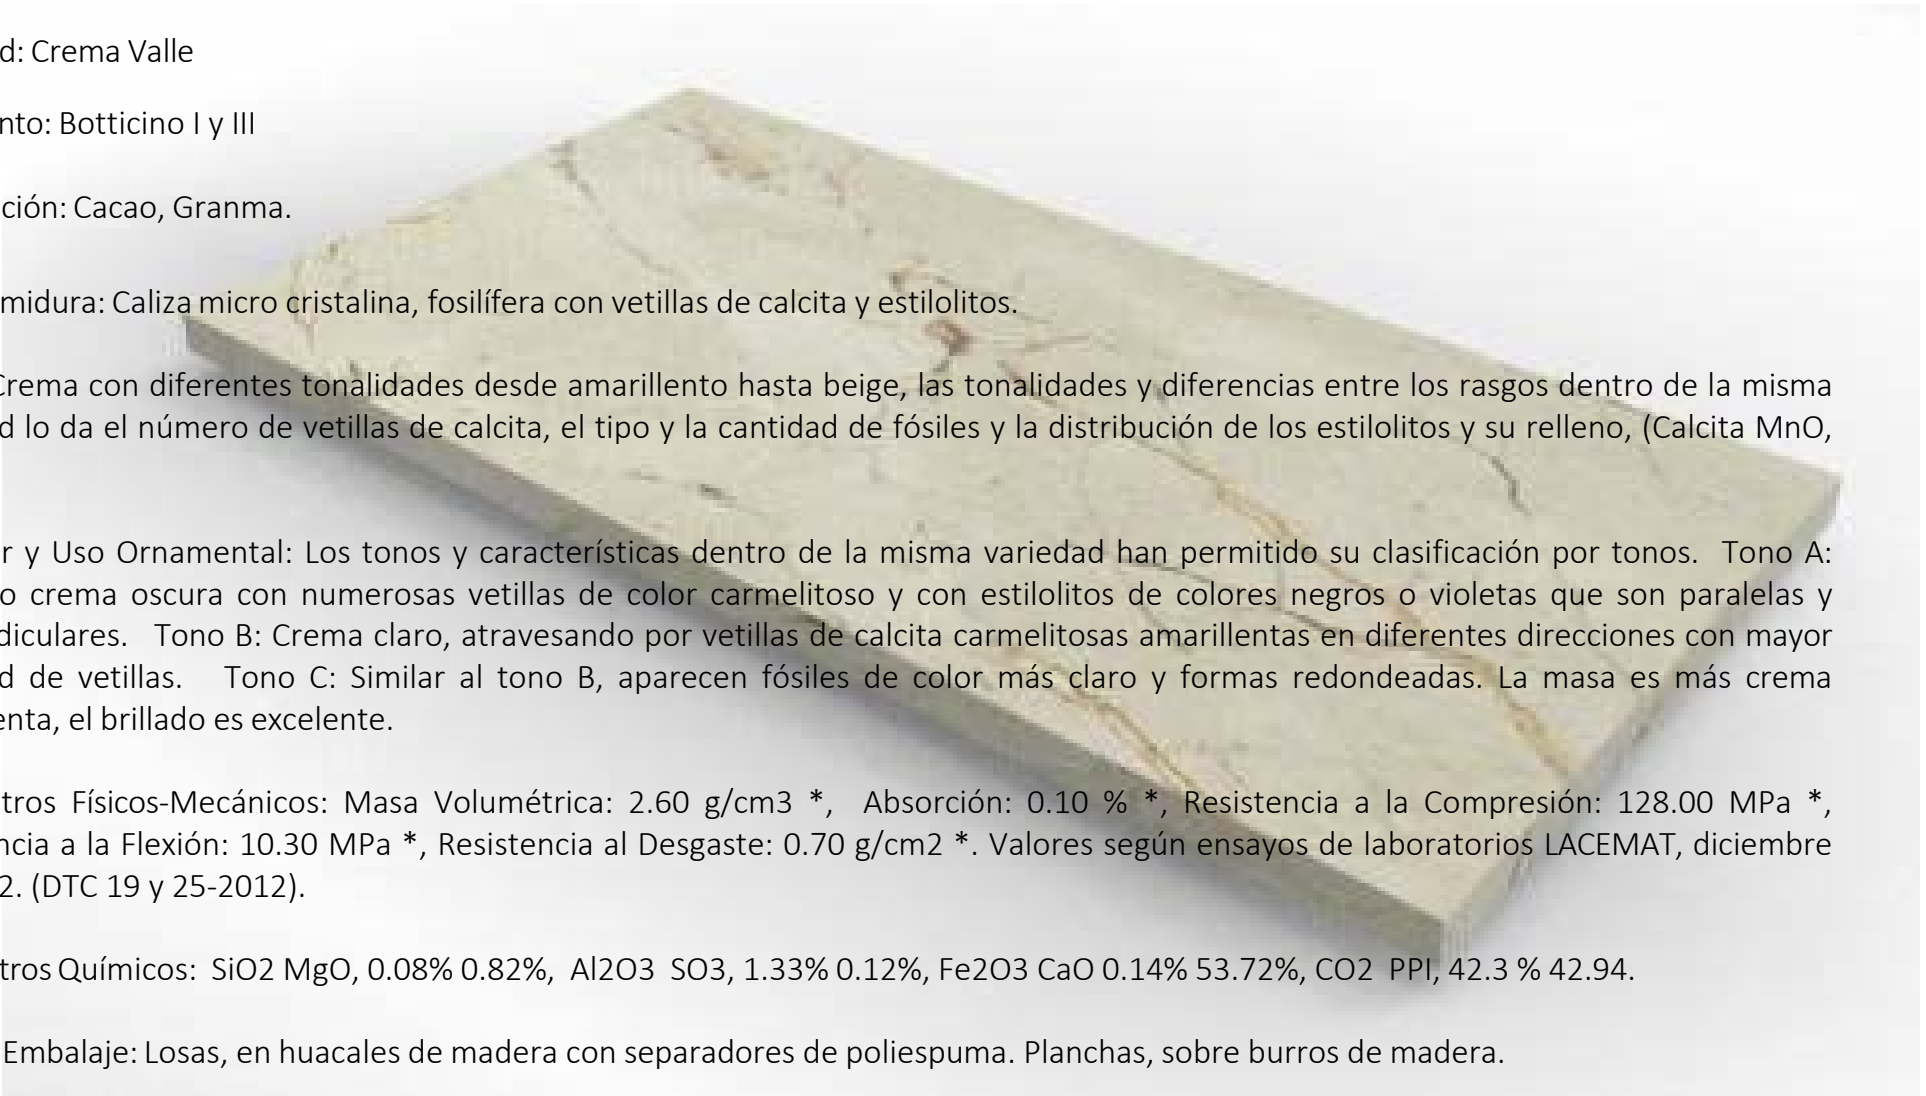 d: Crema Valle
nto: Botticino I y III
ción: Cacao, Granma.
midura: Caliza micro cristalina, fosilífera con vetillas de calcita y estilolitos.
Crema con diferentes tonalidades desde amarillento hasta beige, las tonalidades y diferencias entre los rasgos dentro de la misma
d lo da el número de vetillas de calcita, el tipo y la cantidad de fósiles y la distribución de los estilolitos y su relleno, (Calcita MnO,
r y Uso Ornamental: Los tonos y características dentro de la misma variedad han permitido su clasificación por tonos. Tono A:
o crema oscura con numerosas vetillas de color carmelitoso y con estilolitos de colores negros o violetas que son paralelas y
diculares. Tono B: Crema claro, atravesando por vetillas de calcita carmelitosas amarillentas en diferentes direcciones con mayor
d de vetillas. Tono C: Similar al tono B, aparecen fósiles de color más claro y formas redondeadas. La masa es más crema
enta, el brillado es excelente.
tros Físicos-Mecánicos: Masa Volumétrica: 2.60 g/cm3 *, Absorción: 0.10 % *, Resistencia a la Compresión: 128.00 MPa *,
ncia a la Flexión: 10.30 MPa *, Resistencia al Desgaste: 0.70 g/cm2 *. Valores según ensayos de laboratorios LACEMAT, diciembre
2. (DTC 19 y 25-2012).
tros Químicos: SiO2 MgO, 0.08% 0.82%, Al2O3 SO3, 1.33% 0.12%, Fe2O3 CaO 0.14% 53.72%, CO2 PPI, 42.3 % 42.94.
Embalaje: Losas, en huacales de madera con separadores de poliespuma. Planchas, sobre burros de madera.